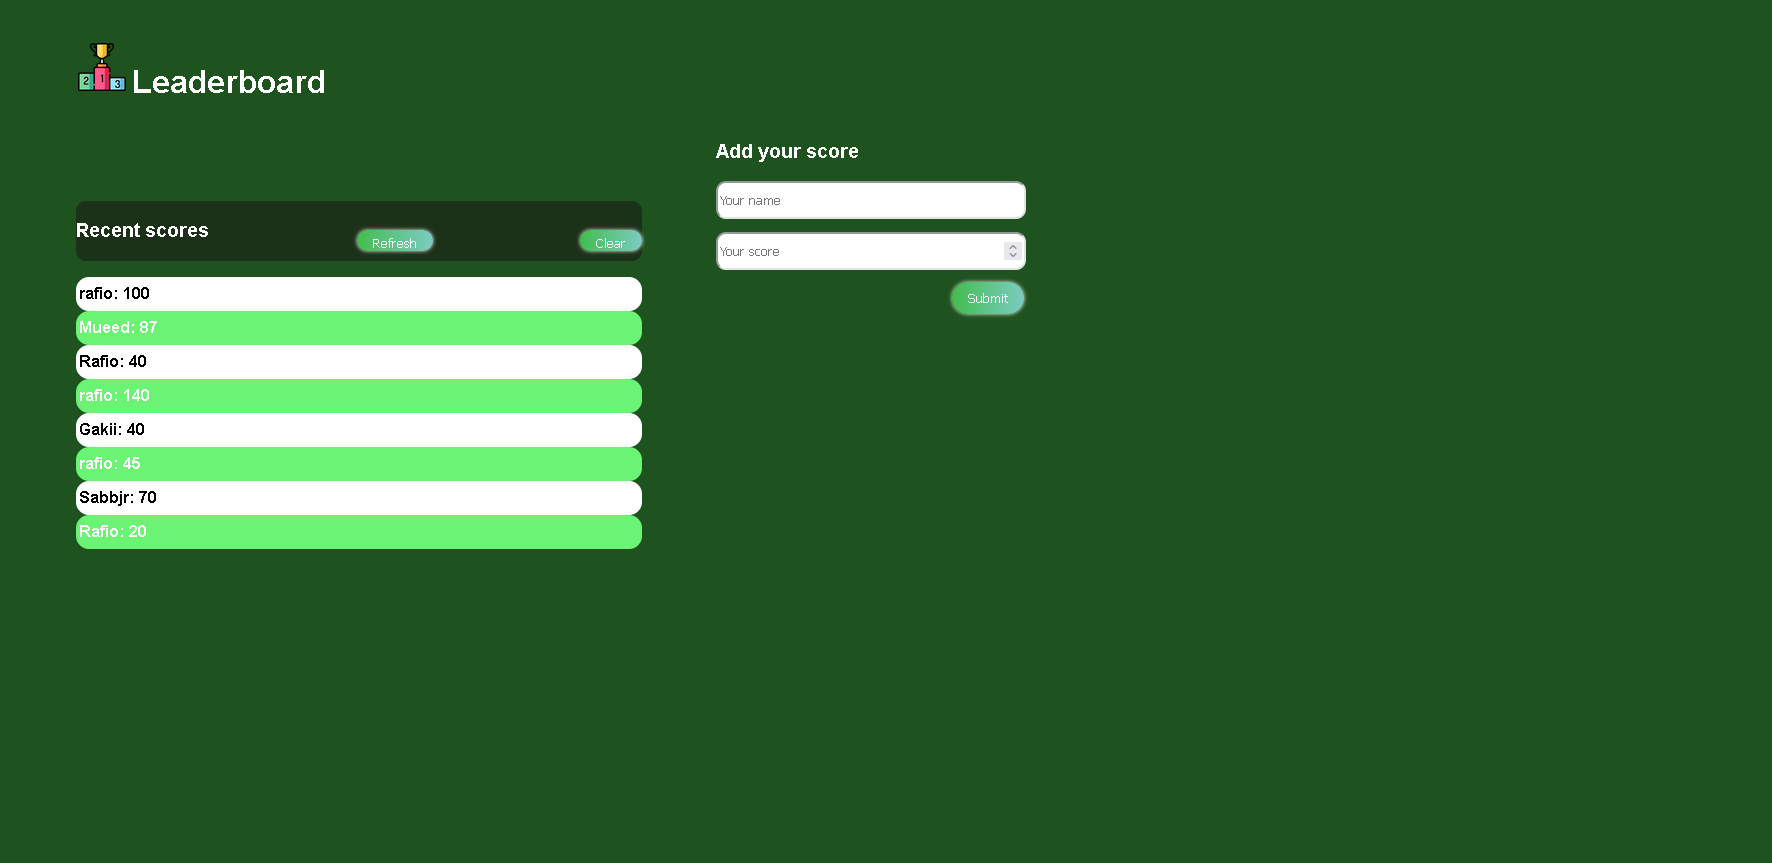 2 1 3
Leaderboard
Recent scores
Refresh
Clear
rafio: 100
Mueed: 87
Rafio: 40
rafio: 140
Gakii: 40
rafio: 45
Sabbjr: 70
Rafio: 20
Add your score
Your name
Your score
Submit